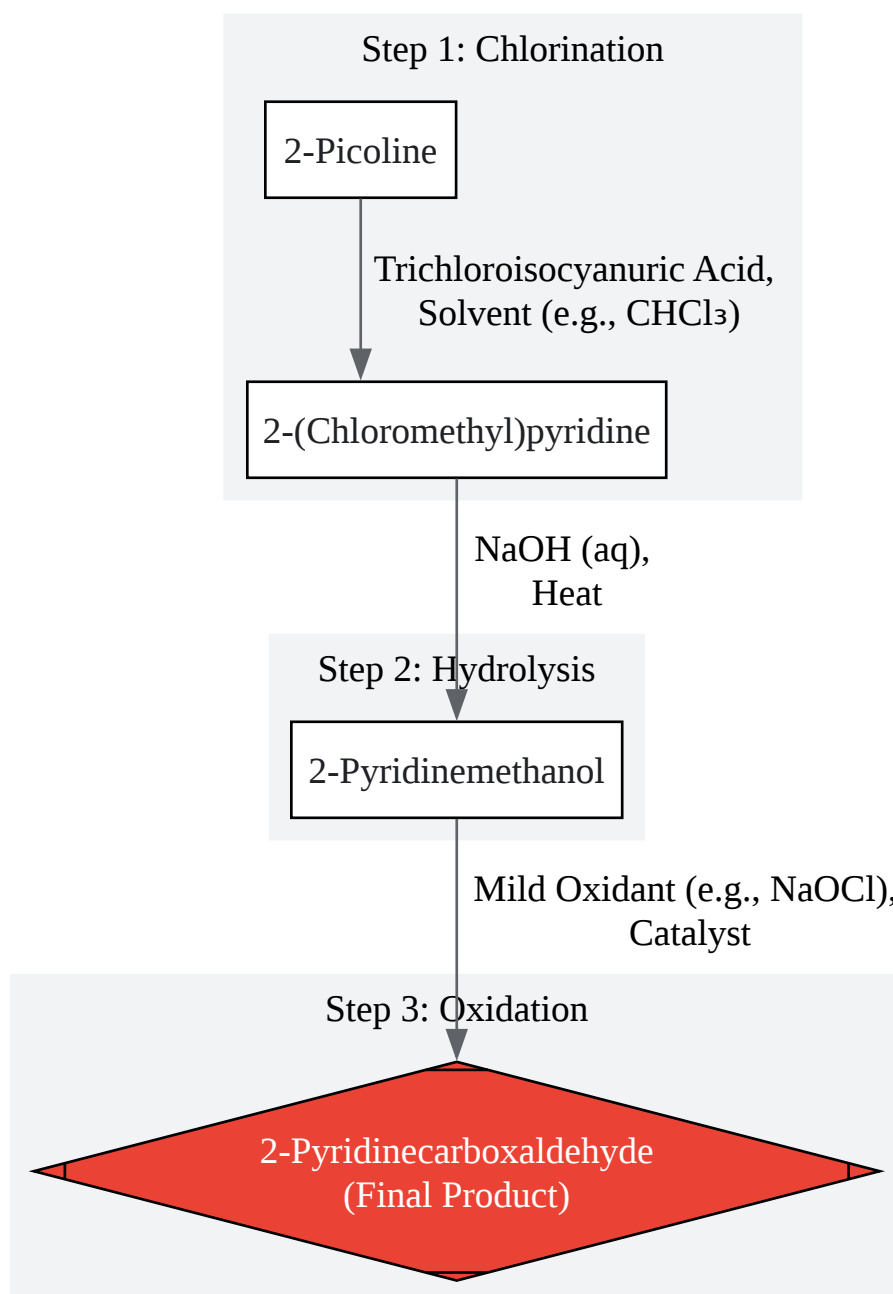 Step 1: Chlorination
2-Picoline
Trichloroisocyanuric Acid,
Solvent (e.g., CHCl₃)
2-(Chloromethyl)pyridine
NaOH (aq),
Heat
Step 2: Hydrolysis
2-Pyridinemethanol
Mild Oxidant (e.g., NaOCl),
Catalyst
Step 3: Oxidation
2-Pyridinecarboxaldehyde
(Final Product)